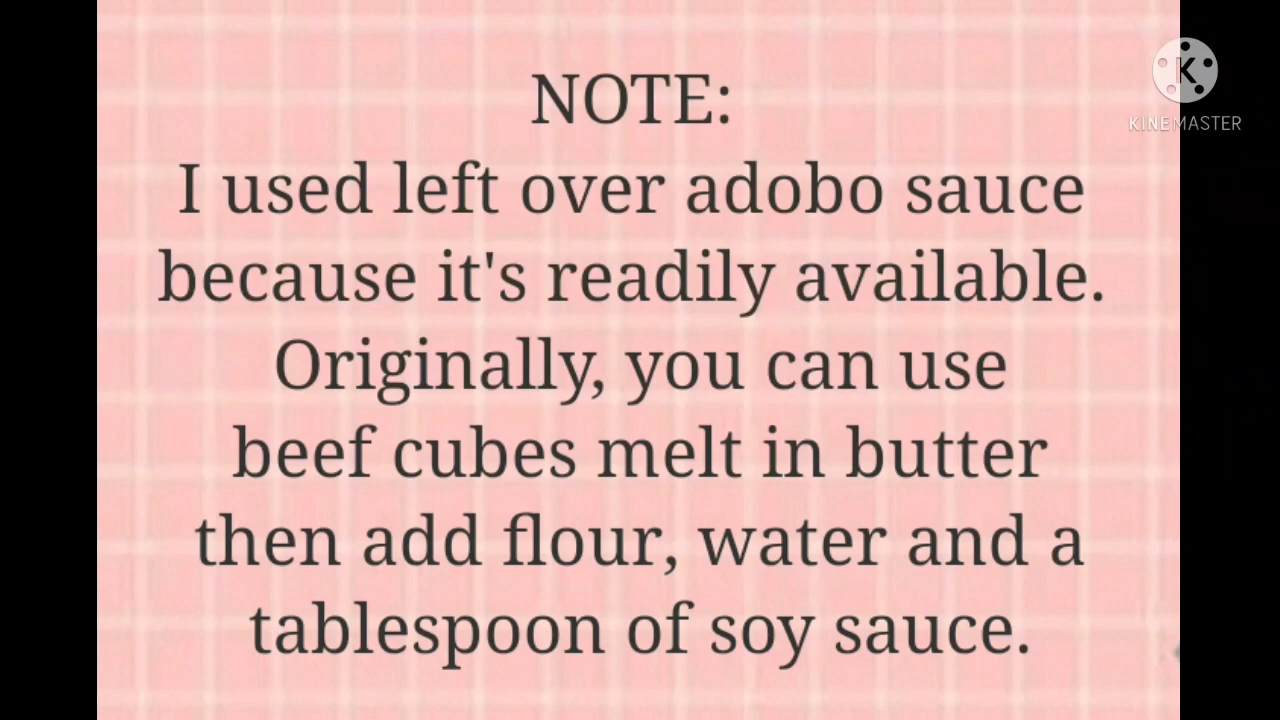 NOTE:
I used left over adobo sauce
because it's readily available.
Originally, you can use
beef cubes melt in butter
then add flour, water and a
tablespoon of soy sauce.
K
KINEMASTER